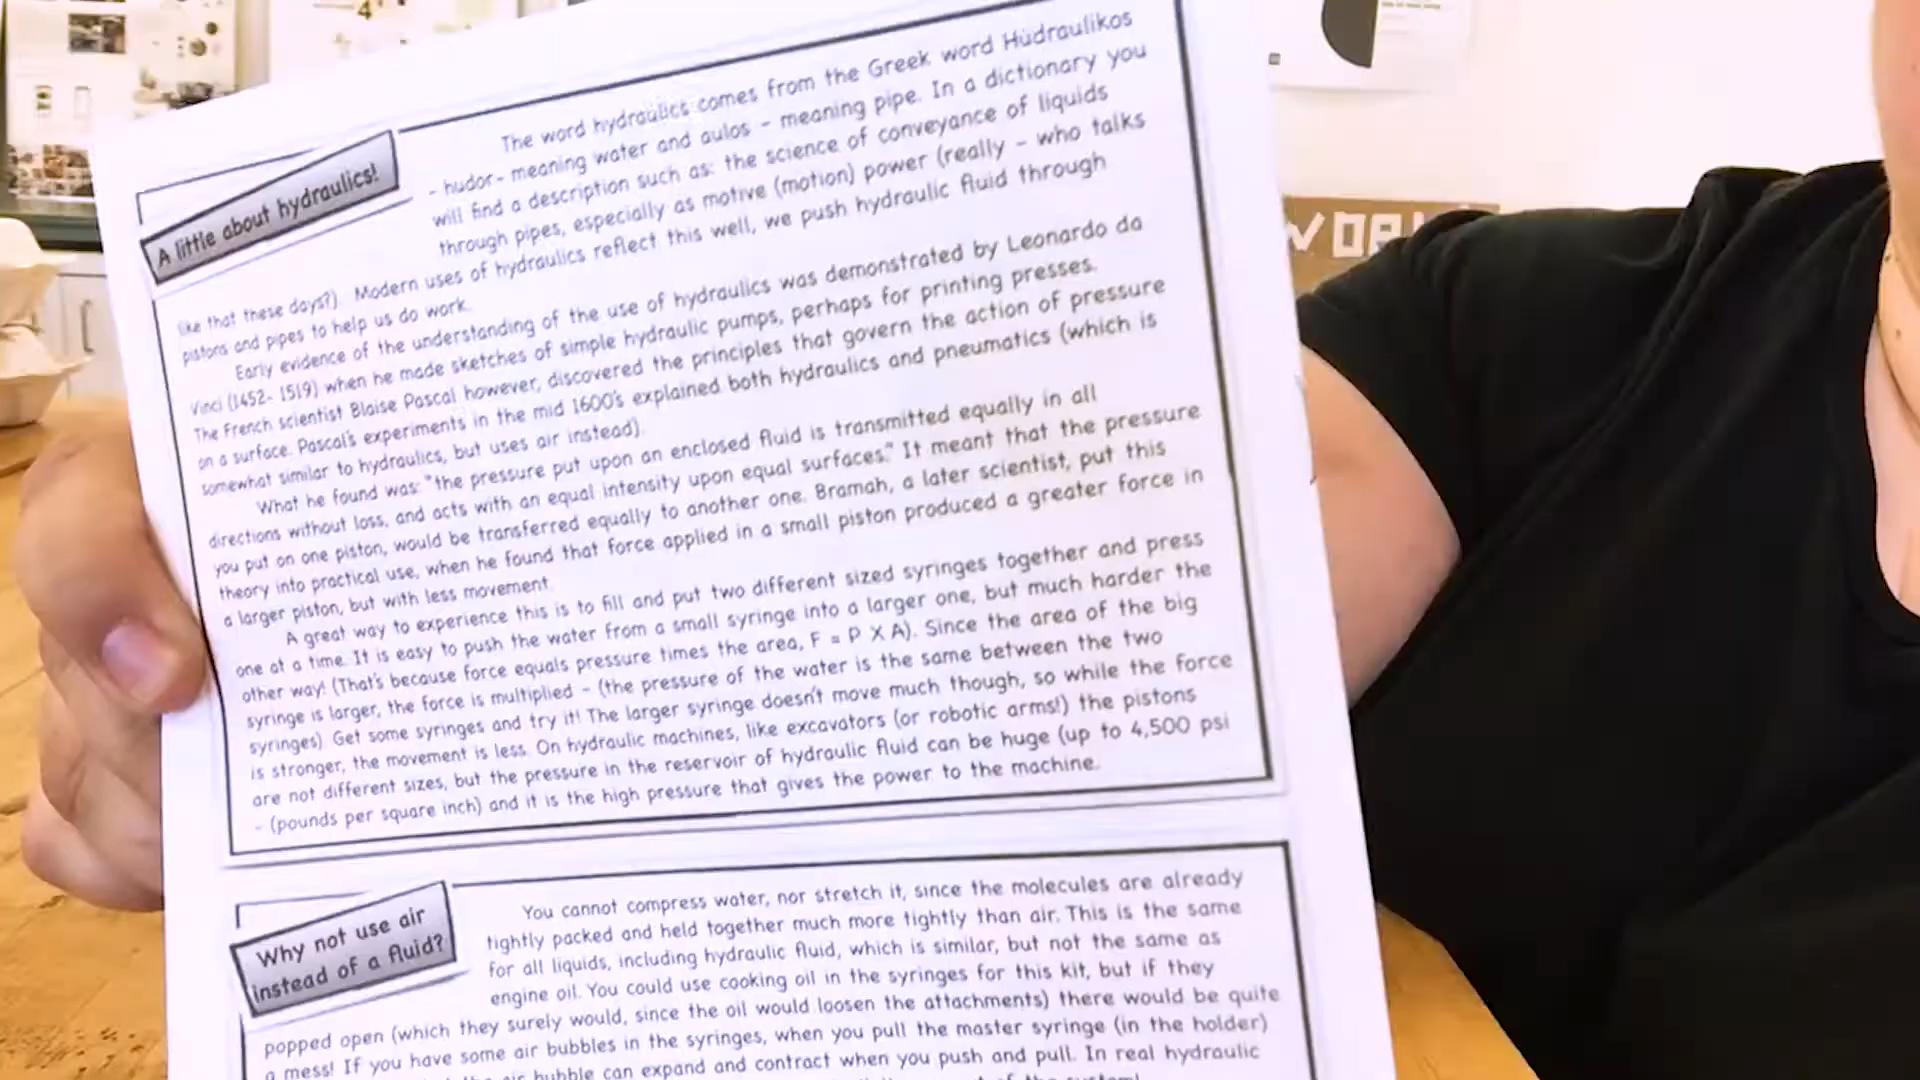 A little about hydraulics!
The word hydraulics comes from the Greek word Hudraulikos
- hudor- meaning water and aulos - meaning pipe. In a dictionary you
will find a description such as: the science of conveyance of liquids
through pipes, especially as motive (motion) power (really - who talks
like that these days?). Modern uses of hydraulics reflect this well, we push hydraulic fluid through
pistons and pipes to help us do work.
Early evidence of the understanding of the use of hydraulics was demonstrated by Leonardo da
Vinci (1452- 1519) when he made sketches of simple hydraulic pumps, perhaps for printing presses.
The French scientist Blaise Pascal however, discovered the principles that govern the action of pressure
on a surface. Pascal's experiments in the mid 1600's explained both hydraulics and pneumatics (which is
somewhat similar to hydraulics, but uses air instead).
What he found was: "the pressure put upon an enclosed fluid is transmitted equally in all
directions without loss, and acts with an equal intensity upon equal surfaces." It meant that the pressure
you put on one piston, would be transferred equally to another one. Bramah, a later scientist, put this
theory into practical use, when he found that force applied in a small piston produced a greater force in
a larger piston, but with less movement.
A great way to experience this is to fill and put two different sized syringes together and press
one at a time. It is easy to push the water from a small syringe into a larger one, but much harder the
other way! (That's because force equals pressure times the area, F = P X A). Since the area of the big
syringe is larger, the force is multiplied - (the pressure of the water is the same between the two
syringes). Get some syringes and try it! The larger syringe doesn't move much though, so while the force
is stronger, the movement is less. On hydraulic machines, like excavators (or robotic arms!) the pistons
are not different sizes, but the pressure in the reservoir of hydraulic fluid can be huge (up to 4,500 psi
- (pounds per square inch) and it is the high pressure that gives the power to the machine.
Why not use air
instead of a fluid?
You cannot compress water, nor stretch it, since the molecules are already
tightly packed and held together much more tightly than air. This is the same
for all liquids, including hydraulic fluid, which is similar, but not the same as
engine oil. You could use cooking oil in the syringes for this kit, but if they
popped open (which they surely would, since the oil would loosen the attachments) there would be quite
a mess! If you have some air bubbles in the syringes, when you pull the master syringe (in the holder)
air bubble can expand and contract when you push and pull. In real hydraulic